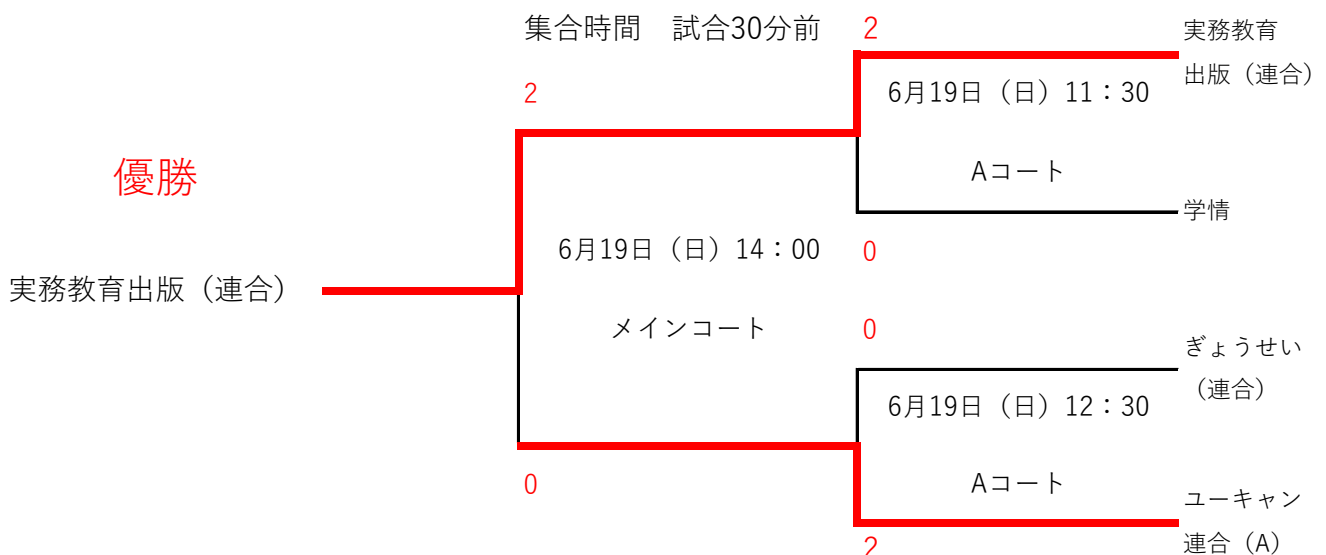 集合時間　試合30分前
2
実務教育
出版（連合）
2
6月19日（日）11：30
優勝
Aコート
学情
6月19日（日）14：00
0
実務教育出版（連合）
メインコート
0
ぎょうせい
（連合）
6月19日（日）12：30
0
Aコート
ユーキャン
連合（A）
2